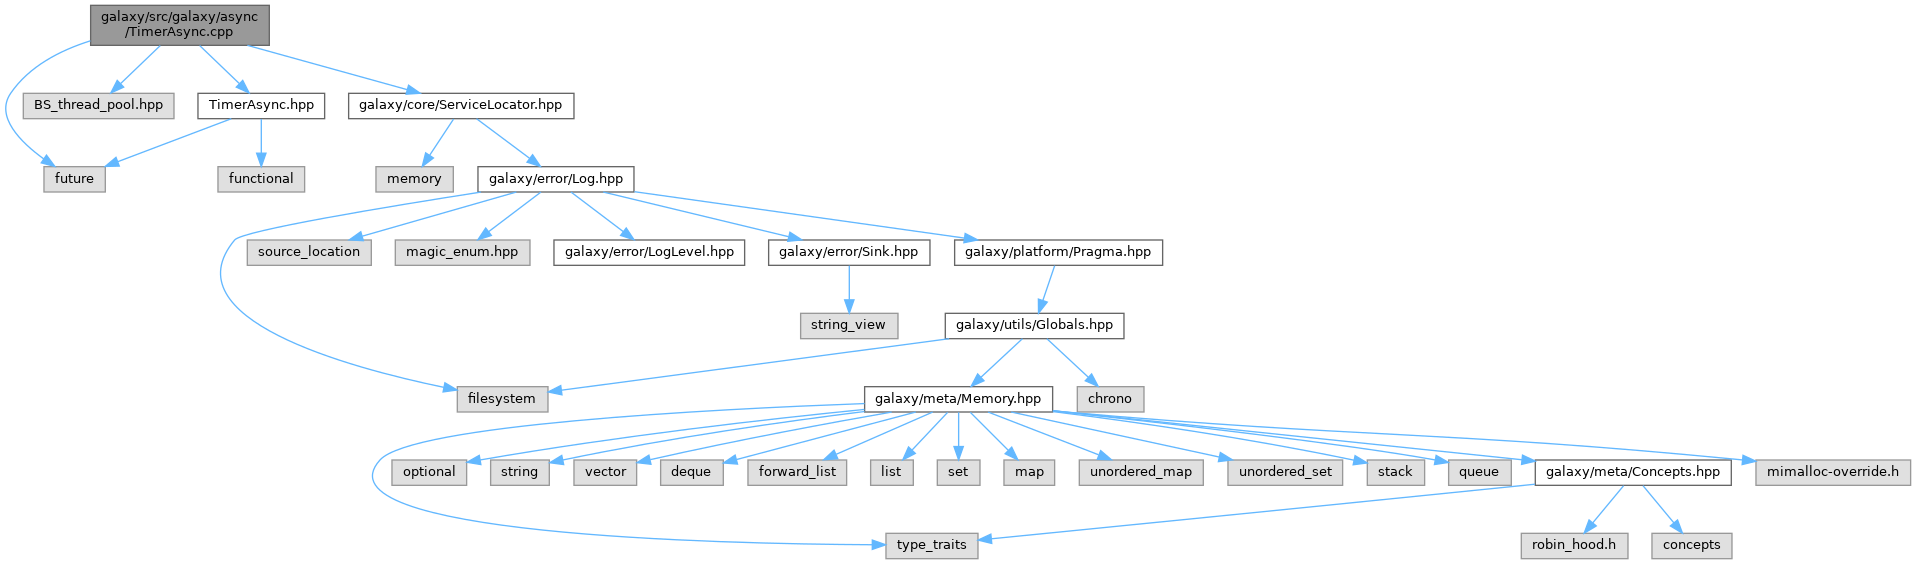 galaxy/src/galaxy/async
/TimerAsync.cpp
BS_thread_pool.hpp
TimerAsync.hpp
galaxy/core/ServiceLocator.hpp
future
functional
memory
galaxy/error/Log.hpp
source_location
magic_enum.hpp
galaxy/error/LogLevel.hpp
galaxy/error/Sink.hpp
galaxy/platform/Pragma.hpp
string_view
galaxy/utils/Globals.hpp
filesystem
galaxy/meta/Memory.hpp
chrono
optional
string
vector
deque
forward_list
list
set
map
unordered_map
unordered_set
stack
queue
galaxy/meta/Concepts.hpp
mimalloc-override.h
type_traits
robin_hood.h
concepts